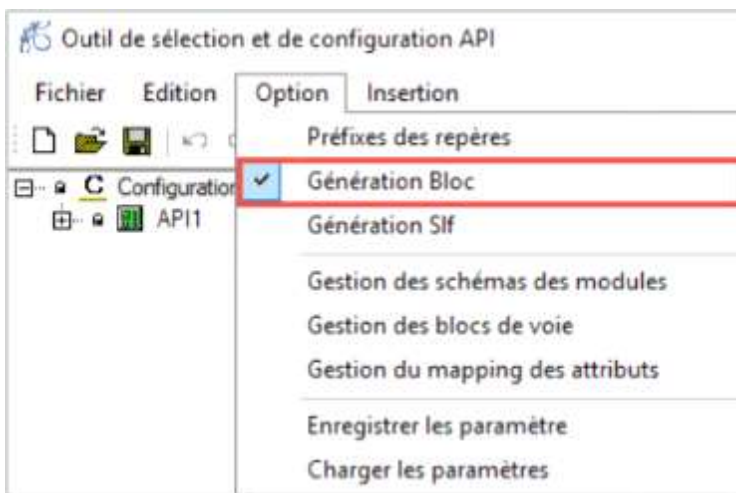 Outil de sélection et de configuration API
Fichier Edition Option Insertion
Préfixes des repères
C Configuration
Génération Bloc
API1
Génération Slf
Gestion des schémas des modules
Gestion des blocs de voie
Gestion du mapping des attributs
Enregistrer les paramètre
Charger les paramètres